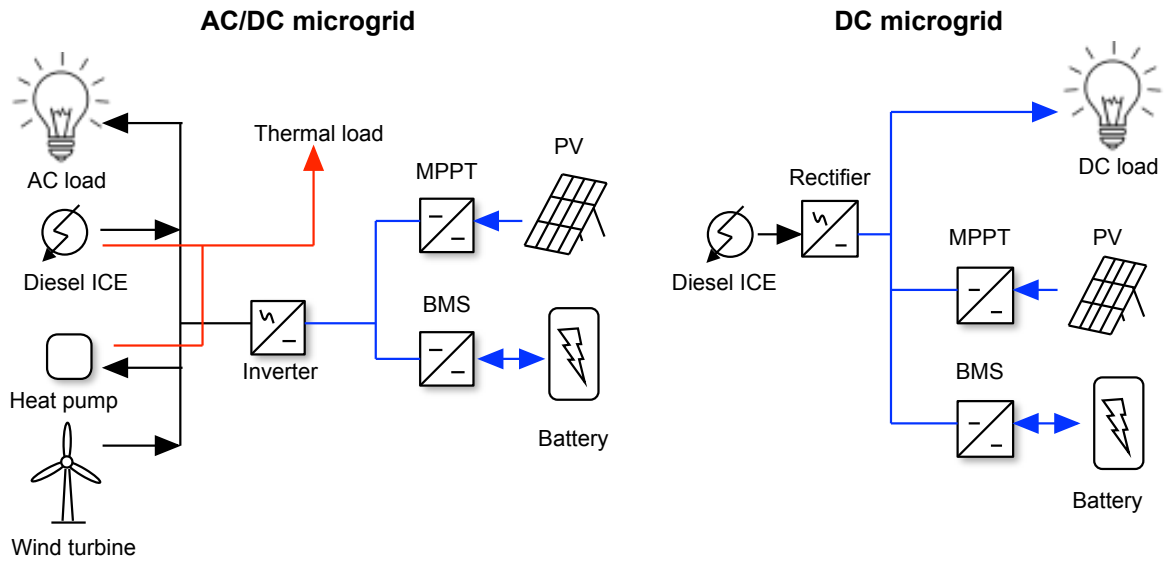 AC/DC microgrid
AC load
Diesel ICE
Heat pump
Wind turbine
Thermal load
Inverter
MPPT
PV
BMS
Battery
DC microgrid
DC load
Rectifier
Diesel ICE
MPPT
PV
BMS
Battery